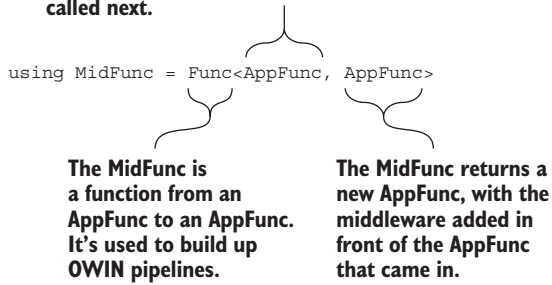 called next.
using MidFunc = Func<AppFunc, AppFunc>
The MidFunc is
a function from an
AppFunc to an AppFunc.
It's used to build up
OWIN pipelines.
The MidFunc returns a
new AppFunc, with the
middleware added in
front of the AppFunc
that came in.